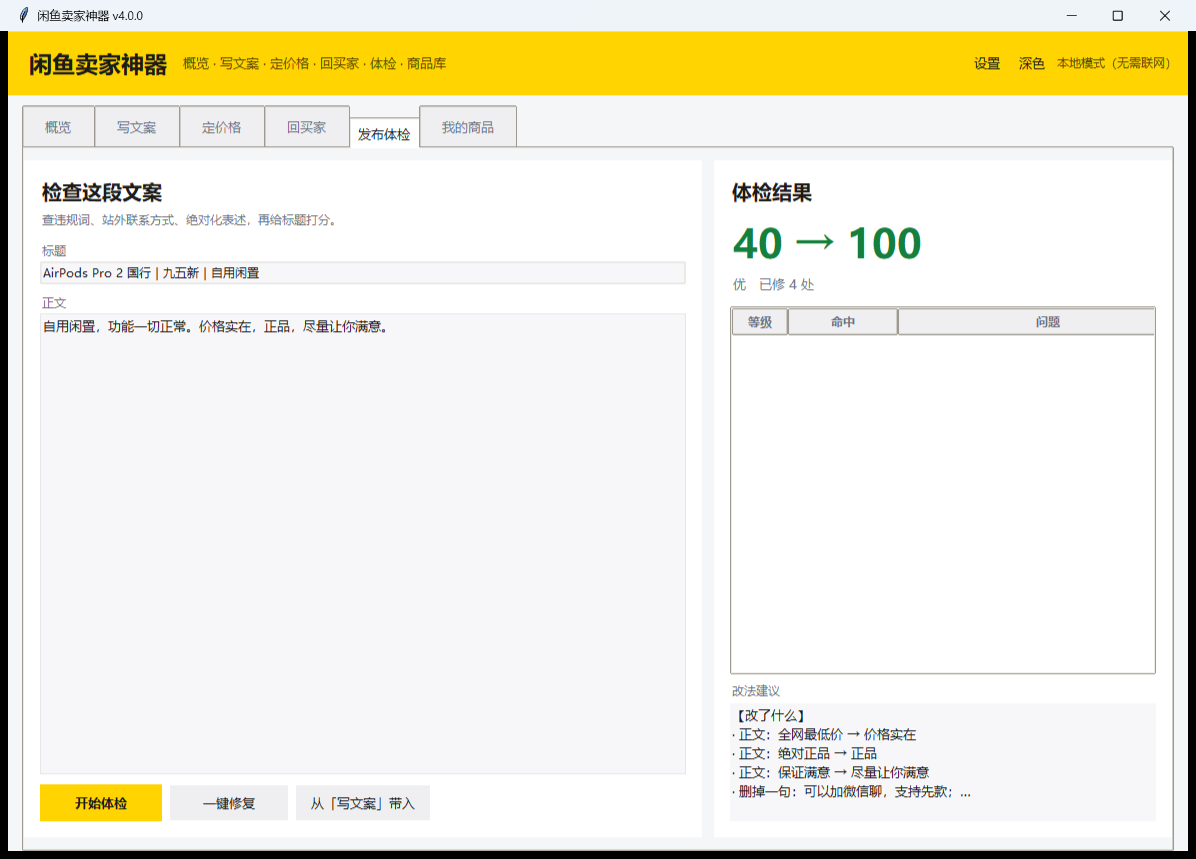 闲鱼卖家神器 v4.0.0
闲鱼卖家神器 概览 · 写文案 · 定价格 · 回买家 · 体检 · 商品库 设置 深色 本地模式（无需联网）
概览 写文案 定价格 回买家 发布体检 我的商品
检查这段文案
查违规词、站外联系方式、绝对化表述，再给标题打分。
标题
AirPods Pro 2 国行 | 九五新 | 自用闲置
正文
自用闲置，功能一切正常。价格实在，正品，尽量让你满意。
开始体检 一键修复 从「写文案」带入
体检结果
40 → 100
优 已修 4 处
等级 命中 问题
改法建议
【改了什么】
· 正文：全网最低价 → 价格实在
· 正文：绝对正品 → 正品
· 正文：保证满意 → 尽量让你满意
· 删掉一句：可以加微信聊，支持先款；…